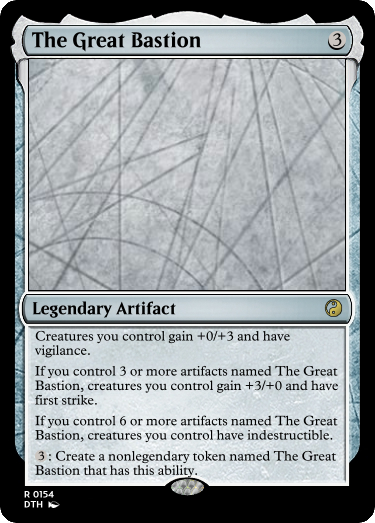 The Great Bastion 3
Legendary Artifact
Creatures you control gain +0/+3 and have
vigilance.
If you control 3 or more artifacts named The Great
Bastion, creatures you control gain +3/+0 and have
first strike.
If you control 6 or more artifacts named The Great
Bastion, creatures you control have indestructible.
3 : Create a nonlegendary token named The Great
Bastion that has this ability.
R 0154
DTH